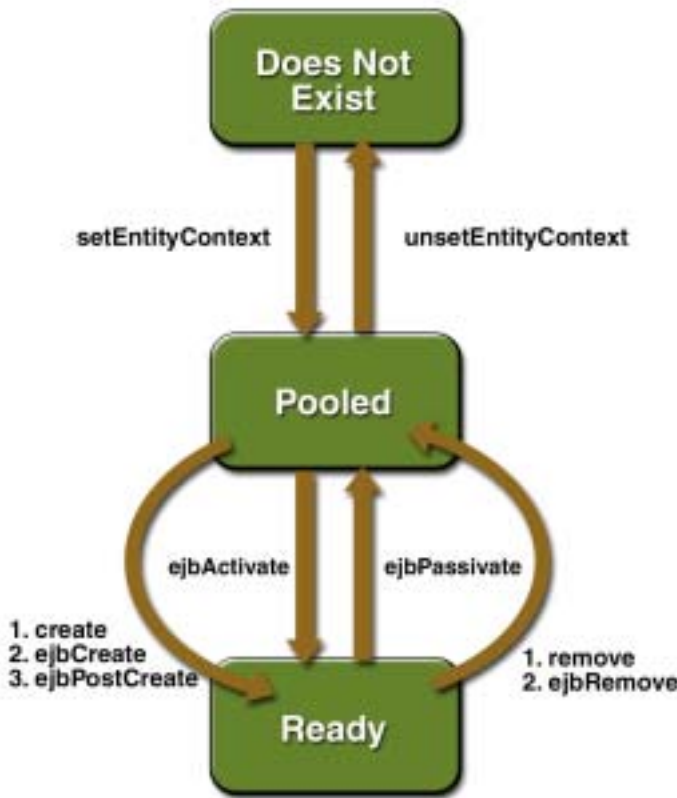 Does Not
Exist
setEntityContext
unsetEntityContext
Pooled
ejbActivate
ejbPassivate
1. create
2. ejbCreate
3. ejbPostCreate
1. remove
2. ejbRemove
Ready